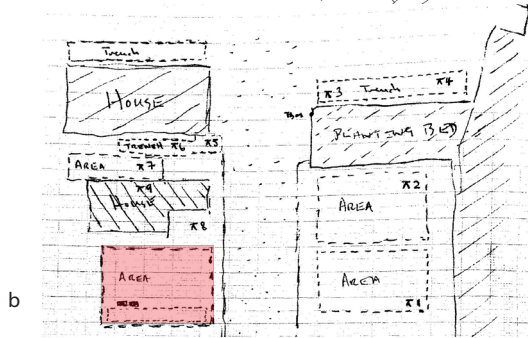 Trench
HOUSE
TRENCH π6
π5
AREA π7
π9
HOUSE
π8
AREA
π3 Trench π4
PLANTING BED
π2
AREA
AREA
π1
b